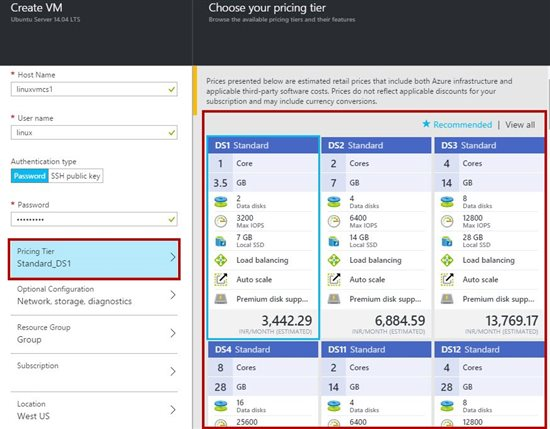 Create VM
Ubuntu Server 14.04 LTS
* Host Name
linuxvmcs1
* User name
linux
Authentication type
Password SSH public key
* Password
•••••••••
Pricing Tier
Standard_DS1
Optional Configuration
Network, storage, diagnostics
Resource Group
Group
Subscription
Location
West US
Choose your pricing tier
Browse the available pricing tiers and their features
Prices presented below are estimated retail prices that include both Azure infrastructure and
applicable third-party software costs. Prices do not reflect applicable discounts for your
subscription and may include currency conversions.
★ Recommended | View all
DS1 Standard
1 Core
3.5 GB
2
Data disks
3200
Max IOPS
7 GB
Local SSD
Load balancing
Auto scale
Premium disk supp...
3,442.29
INR/MONTH (ESTIMATED)
DS2 Standard
2 Cores
7 GB
4
Data disks
6400
Max IOPS
14 GB
Local SSD
Load balancing
Auto scale
Premium disk supp...
6,884.59
INR/MONTH (ESTIMATED)
DS3 Standard
4 Cores
14 GB
8
Data disks
12800
Max IOPS
28 GB
Local SSD
Load balancing
Auto scale
Premium disk supp...
13,769.17
INR/MONTH (ESTIMATED)
DS4 Standard
8 Cores
28 GB
16
Data disks
25600
DS11 Standard
2 Cores
14 GB
4
Data disks
6400
DS12 Standard
4 Cores
28 GB
8
Data disks
12800